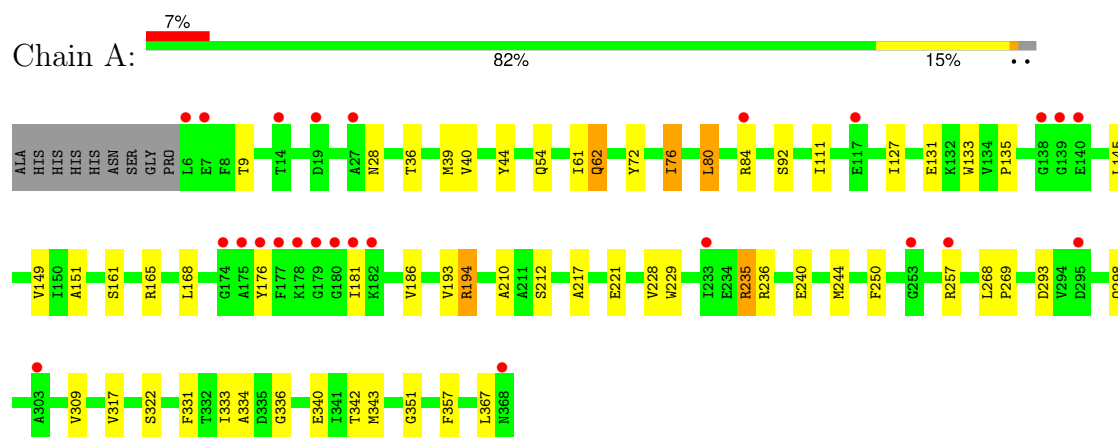 7%
Chain A:
82% 15% • •
ALA HIS HIS HIS HIS ASN SER GLY PRO L6 E7 F8 T9 T14 D19 A27 N28 T36 M39 V40 Y44 Q54 I61 Q62 Y72 I76 L80 R84 S92 I111 E117 I127 E131 K132 W133 V134 P135 G138 G139 E140 L145
V149 I150 A151 S161 R165 L168 G174 A175 Y176 F177 K178 G179 G180 I181 K182 V186 V193 R194 A210 A211 S212 A217 E221 V228 W229 I233 E234 R235 R236 E240 M244 F250 G253 R257 L268 P269 D293 V294 D295
A303 V309 V317 S322 F331 T332 I333 A334 D335 G336 E340 I341 T342 M343 G351 F357 L367 N368